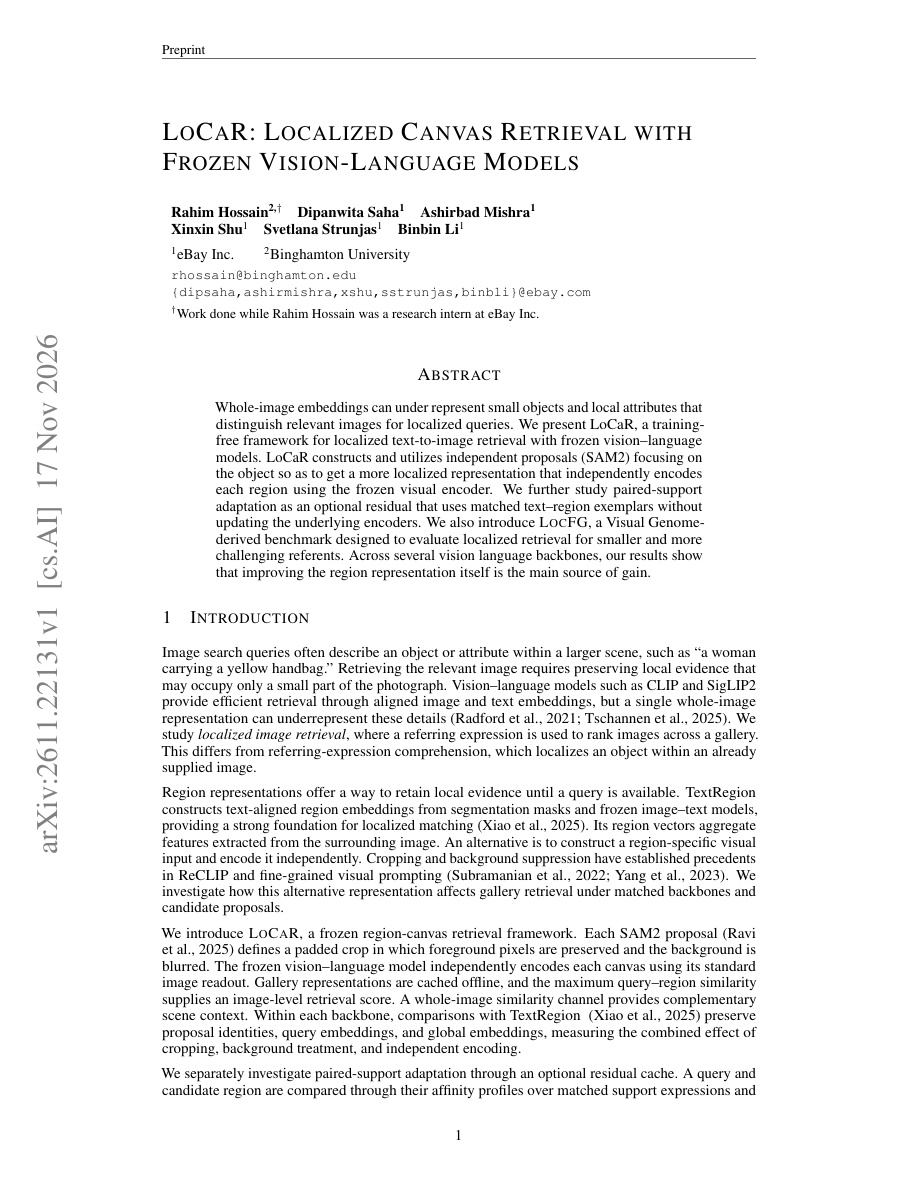 Preprint
LOCAR: LOCALIZED CANVAS RETRIEVAL WITH
FROZEN VISION-LANGUAGE MODELS
Rahim Hossain2,† Dipanwita Saha1 Ashirbad Mishra1
Xinxin Shu1 Svetlana Strunjas1 Binbin Li1
1eBay Inc. 2Binghamton University
rhossain@binghamton.edu
{dipsaha,ashirmishra,xshu,sstrunjas,binbli}@ebay.com
†Work done while Rahim Hossain was a research intern at eBay Inc.
ABSTRACT
Whole-image embeddings can under represent small objects and local attributes that
distinguish relevant images for localized queries. We present LoCaR, a training-
free framework for localized text-to-image retrieval with frozen vision–language
models. LoCaR constructs and utilizes independent proposals (SAM2) focusing on
the object so as to get a more localized representation that independently encodes
each region using the frozen visual encoder. We further study paired-support
adaptation as an optional residual that uses matched text–region exemplars without
updating the underlying encoders. We also introduce LOCFG, a Visual Genome-
derived benchmark designed to evaluate localized retrieval for smaller and more
challenging referents. Across several vision language backbones, our results show
that improving the region representation itself is the main source of gain.
1 INTRODUCTION
Image search queries often describe an object or attribute within a larger scene, such as “a woman
carrying a yellow handbag.” Retrieving the relevant image requires preserving local evidence that
may occupy only a small part of the photograph. Vision–language models such as CLIP and SigLIP2
provide efficient retrieval through aligned image and text embeddings, but a single whole-image
representation can underrepresent these details (Radford et al., 2021; Tschannen et al., 2025). We
study localized image retrieval, where a referring expression is used to rank images across a gallery.
This differs from referring-expression comprehension, which localizes an object within an already
supplied image.
Region representations offer a way to retain local evidence until a query is available. TextRegion
constructs text-aligned region embeddings from segmentation masks and frozen image–text models,
providing a strong foundation for localized matching (Xiao et al., 2025). Its region vectors aggregate
features extracted from the surrounding image. An alternative is to construct a region-specific visual
input and encode it independently. Cropping and background suppression have established precedents
in ReCLIP and fine-grained visual prompting (Subramanian et al., 2022; Yang et al., 2023). We
investigate how this alternative representation affects gallery retrieval under matched backbones and
candidate proposals.
We introduce LOCAR, a frozen region-canvas retrieval framework. Each SAM2 proposal (Ravi
et al., 2025) defines a padded crop in which foreground pixels are preserved and the background is
blurred. The frozen vision–language model independently encodes each canvas using its standard
image readout. Gallery representations are cached offline, and the maximum query–region similarity
supplies an image-level retrieval score. A whole-image similarity channel provides complementary
scene context. Within each backbone, comparisons with TextRegion (Xiao et al., 2025) preserve
proposal identities, query embeddings, and global embeddings, measuring the combined effect of
cropping, background treatment, and independent encoding.
We separately investigate paired-support adaptation through an optional residual cache. A query and
candidate region are compared through their affinity profiles over matched support expressions and
1
arXiv:2611.22131v1 [cs.AI] 17 Nov 2026